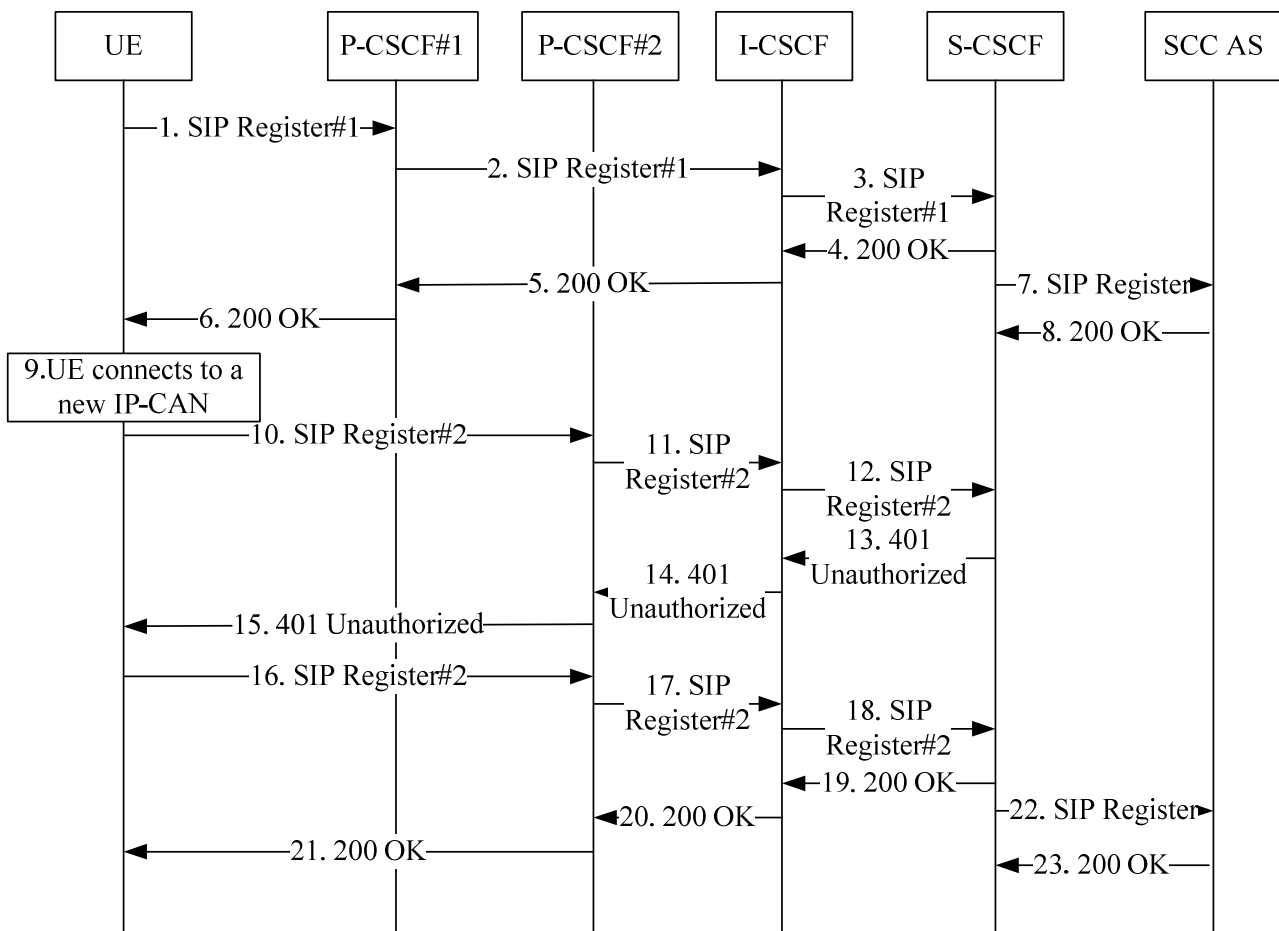 UE
P-CSCF#1
P-CSCF#2
I-CSCF
S-CSCF
SCC AS
1. SIP Register#1
2. SIP Register#1
3. SIP
Register#1
4. 200 OK
5. 200 OK
7. SIP Register
6. 200 OK
8. 200 OK
9.UE connects to a
new IP-CAN
10. SIP Register#2
11. SIP
Register#2
12. SIP
Register#2
13. 401
Unauthorized
14. 401
Unauthorized
15. 401 Unauthorized
16. SIP Register#2
17. SIP
Register#2
18. SIP
Register#2
19. 200 OK
20. 200 OK
22. SIP Register
21. 200 OK
23. 200 OK